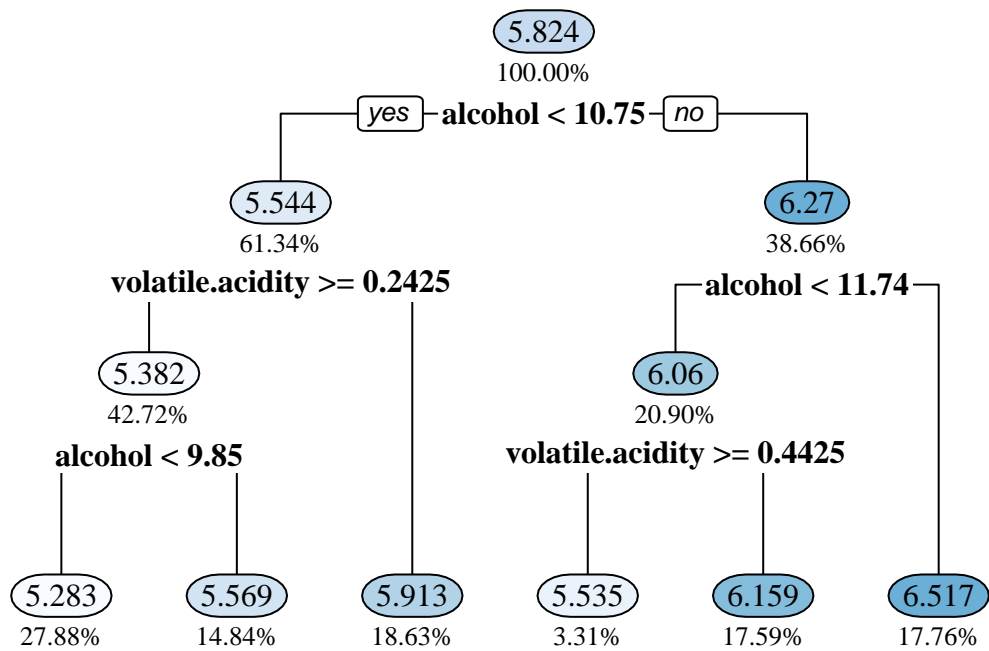 5.824
100.00%
yes alcohol < 10.75 no
5.544 6.27
61.34% 38.66%
volatile.acidity >= 0.2425 alcohol < 11.74
5.382 6.06
42.72% 20.90%
alcohol < 9.85 volatile.acidity >= 0.4425
5.283 5.569 5.913 5.535 6.159 6.517
27.88% 14.84% 18.63% 3.31% 17.59% 17.76%